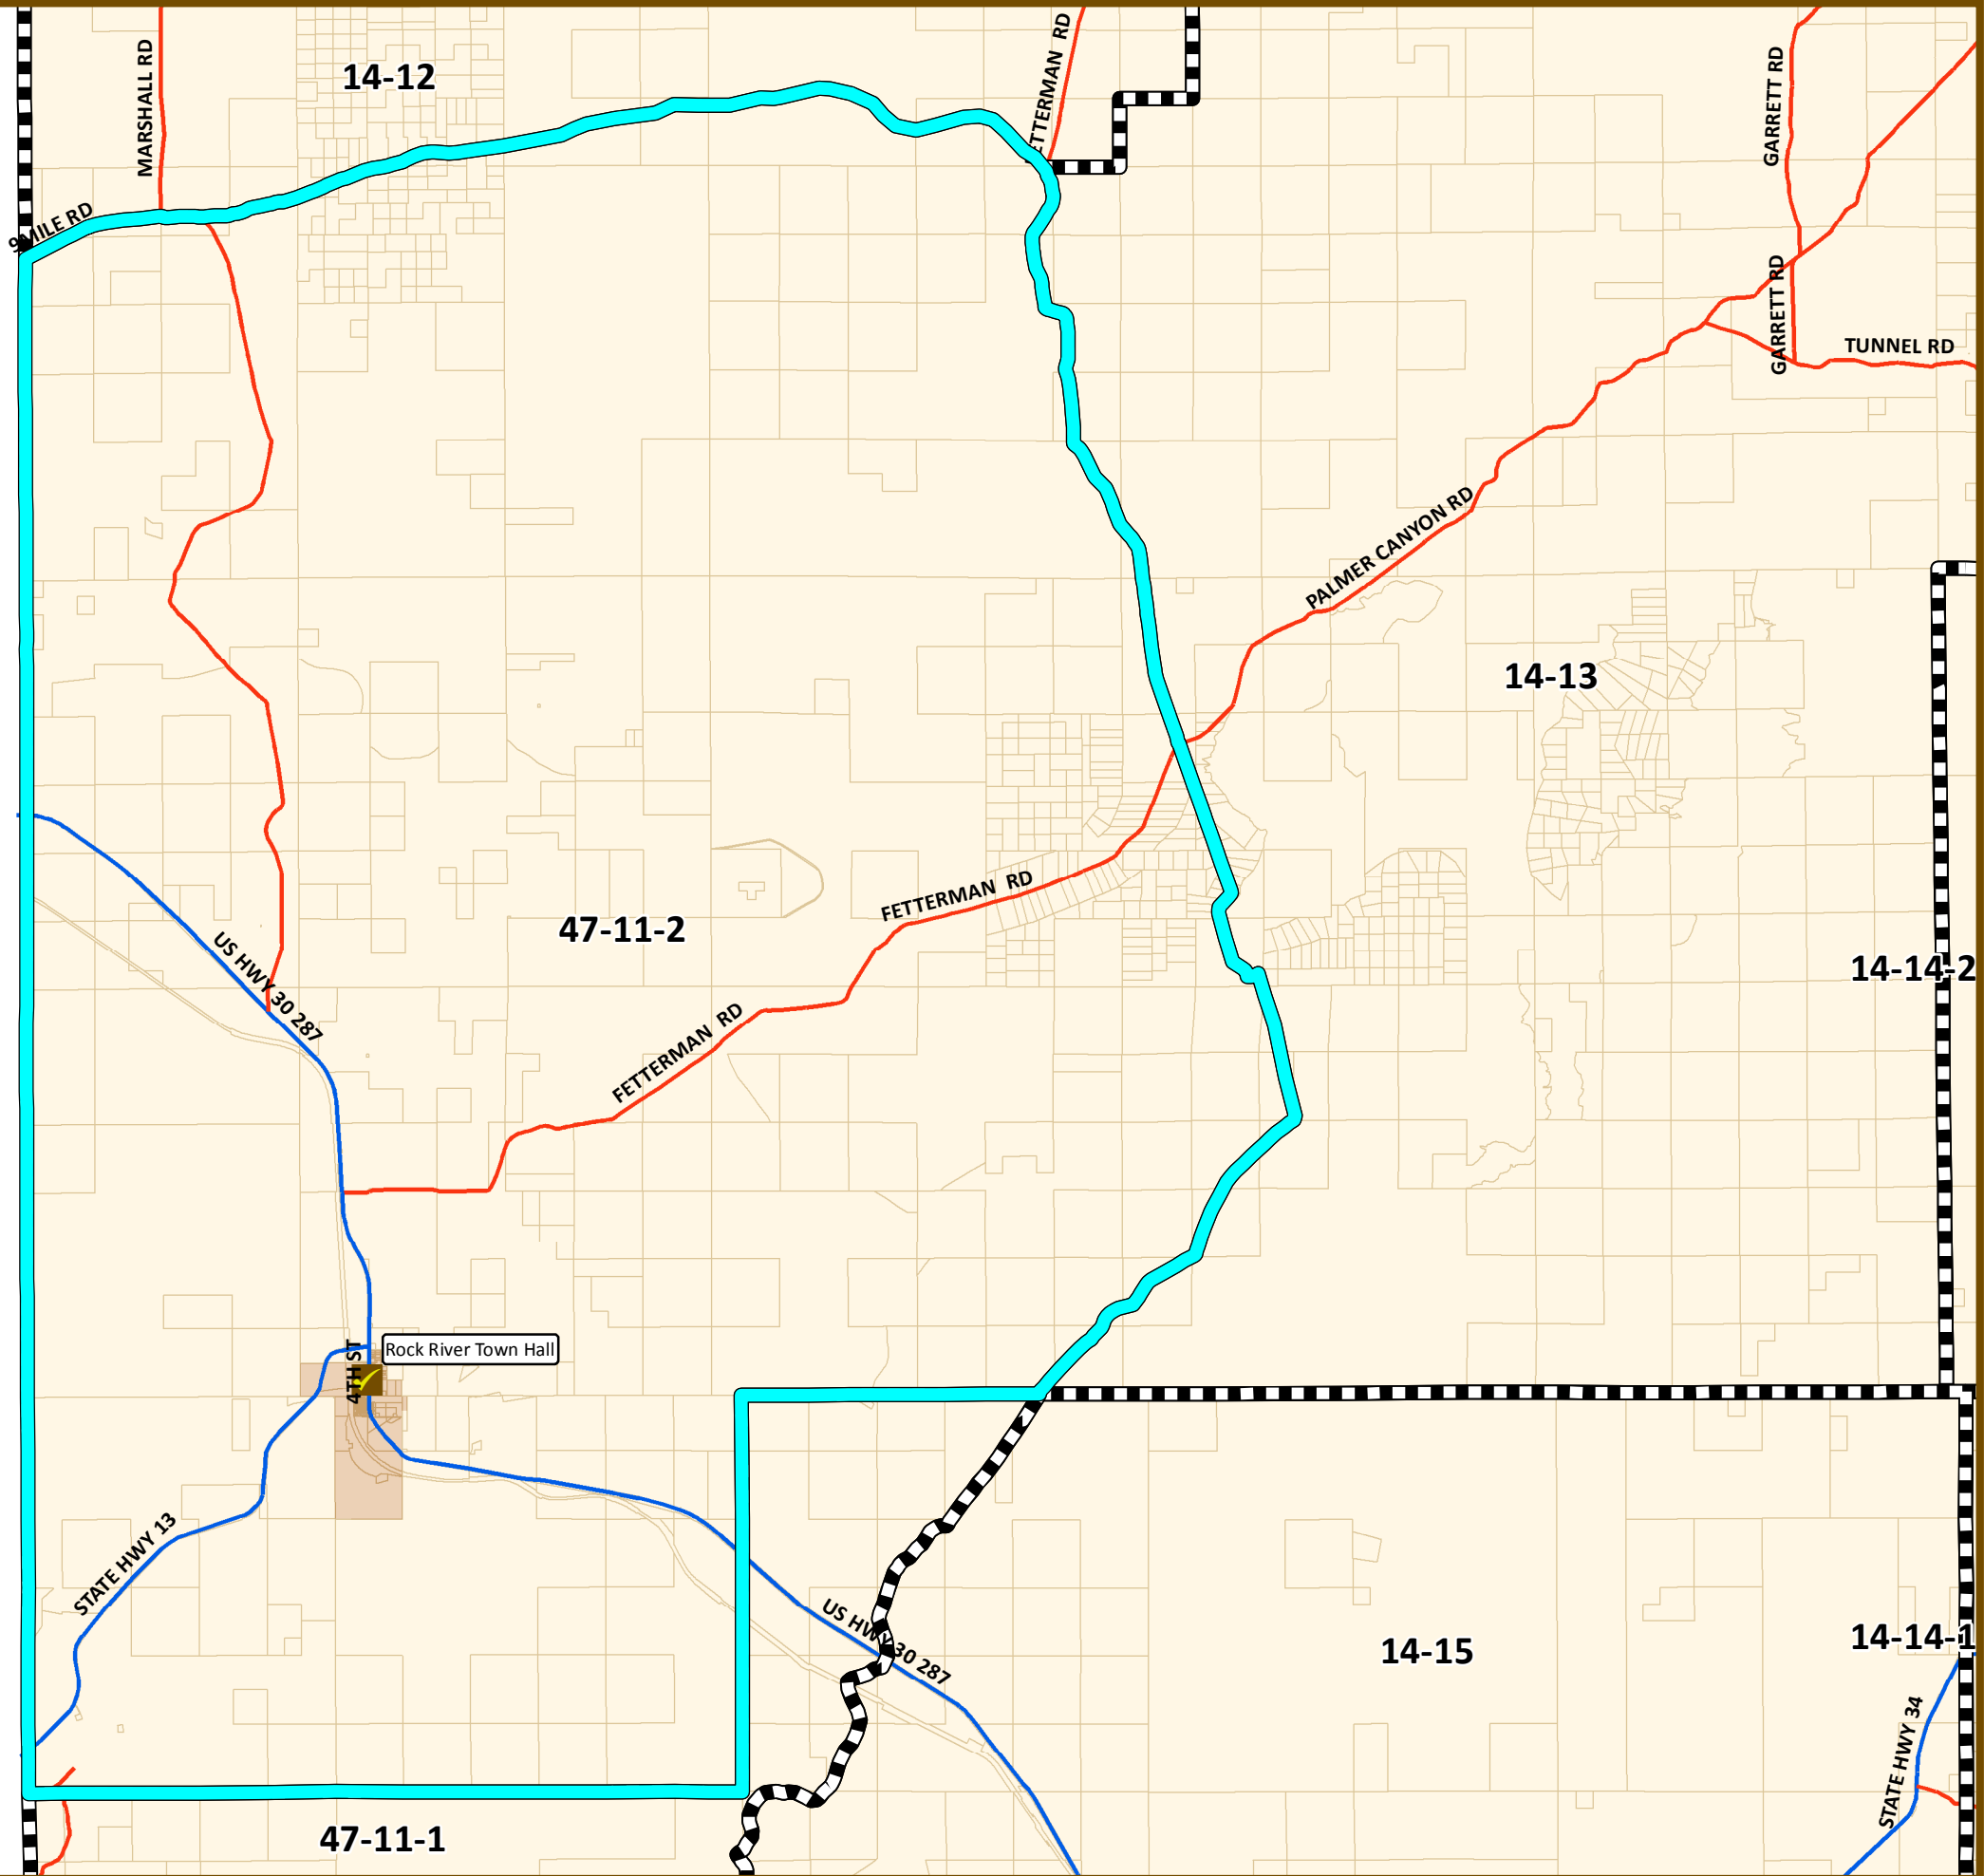 14-12
MARSHALL RD
FETTERMAN RD
GARRETT RD
9MILE RD
GARRETT RD
TUNNEL RD
PALMER CANYON RD
14-13
FETTERMAN RD
47-11-2
US HWY 30 287
14-14-2
FETTERMAN RD
Rock River Town Hall
4TH ST
STATE HWY 13
US HWY 30 287
14-15
14-14-1
STATE HWY 34
47-11-1